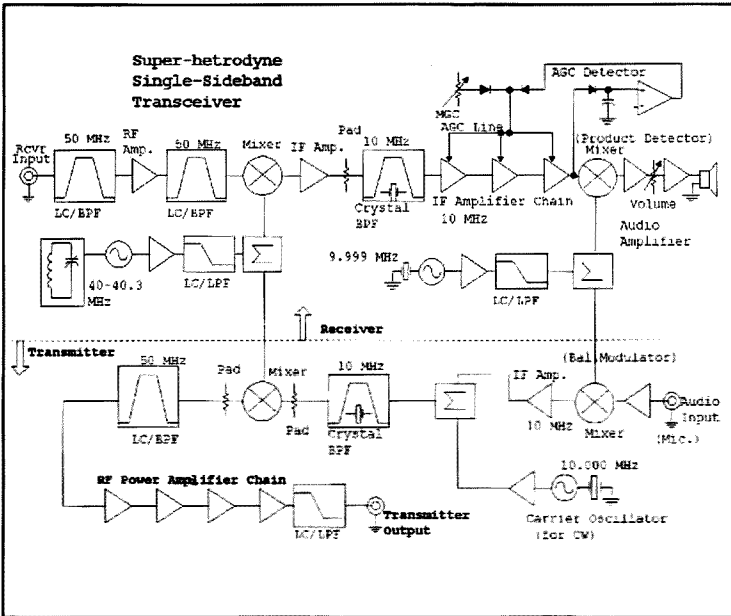 Super-hetrodyne
Single-Sideband
Transceiver
AGC Detector
MGC
AGC Line
50 MHz
RF
Amp.
50 MHz
Mixer
IF Amp.
Pad
10 MHz
(Product Detector)
Mixer
Rcvr
Input
LC/BPF
LC/BPF
Crystal
BPF
IF Amplifier Chain
10 MHz
Volume
Audio
Amplifier
40-40.3
MHz
LC/LPF
Σ
9.999 MHz
LC/LPF
Σ
Receiver
Transmitter
50 MHz
Pad
Mixer
10 MHz
(Bal.Modulator)
IF Amp.
LC/BPF
Pad
Crystal
BPF
Σ
10 MHz
Mixer
Audio
Input
(Mic.)
RF Power Amplifier Chain
10.000 MHz
LC/LPF
Transmitter
Output
Carrier Oscillator
(for CW)